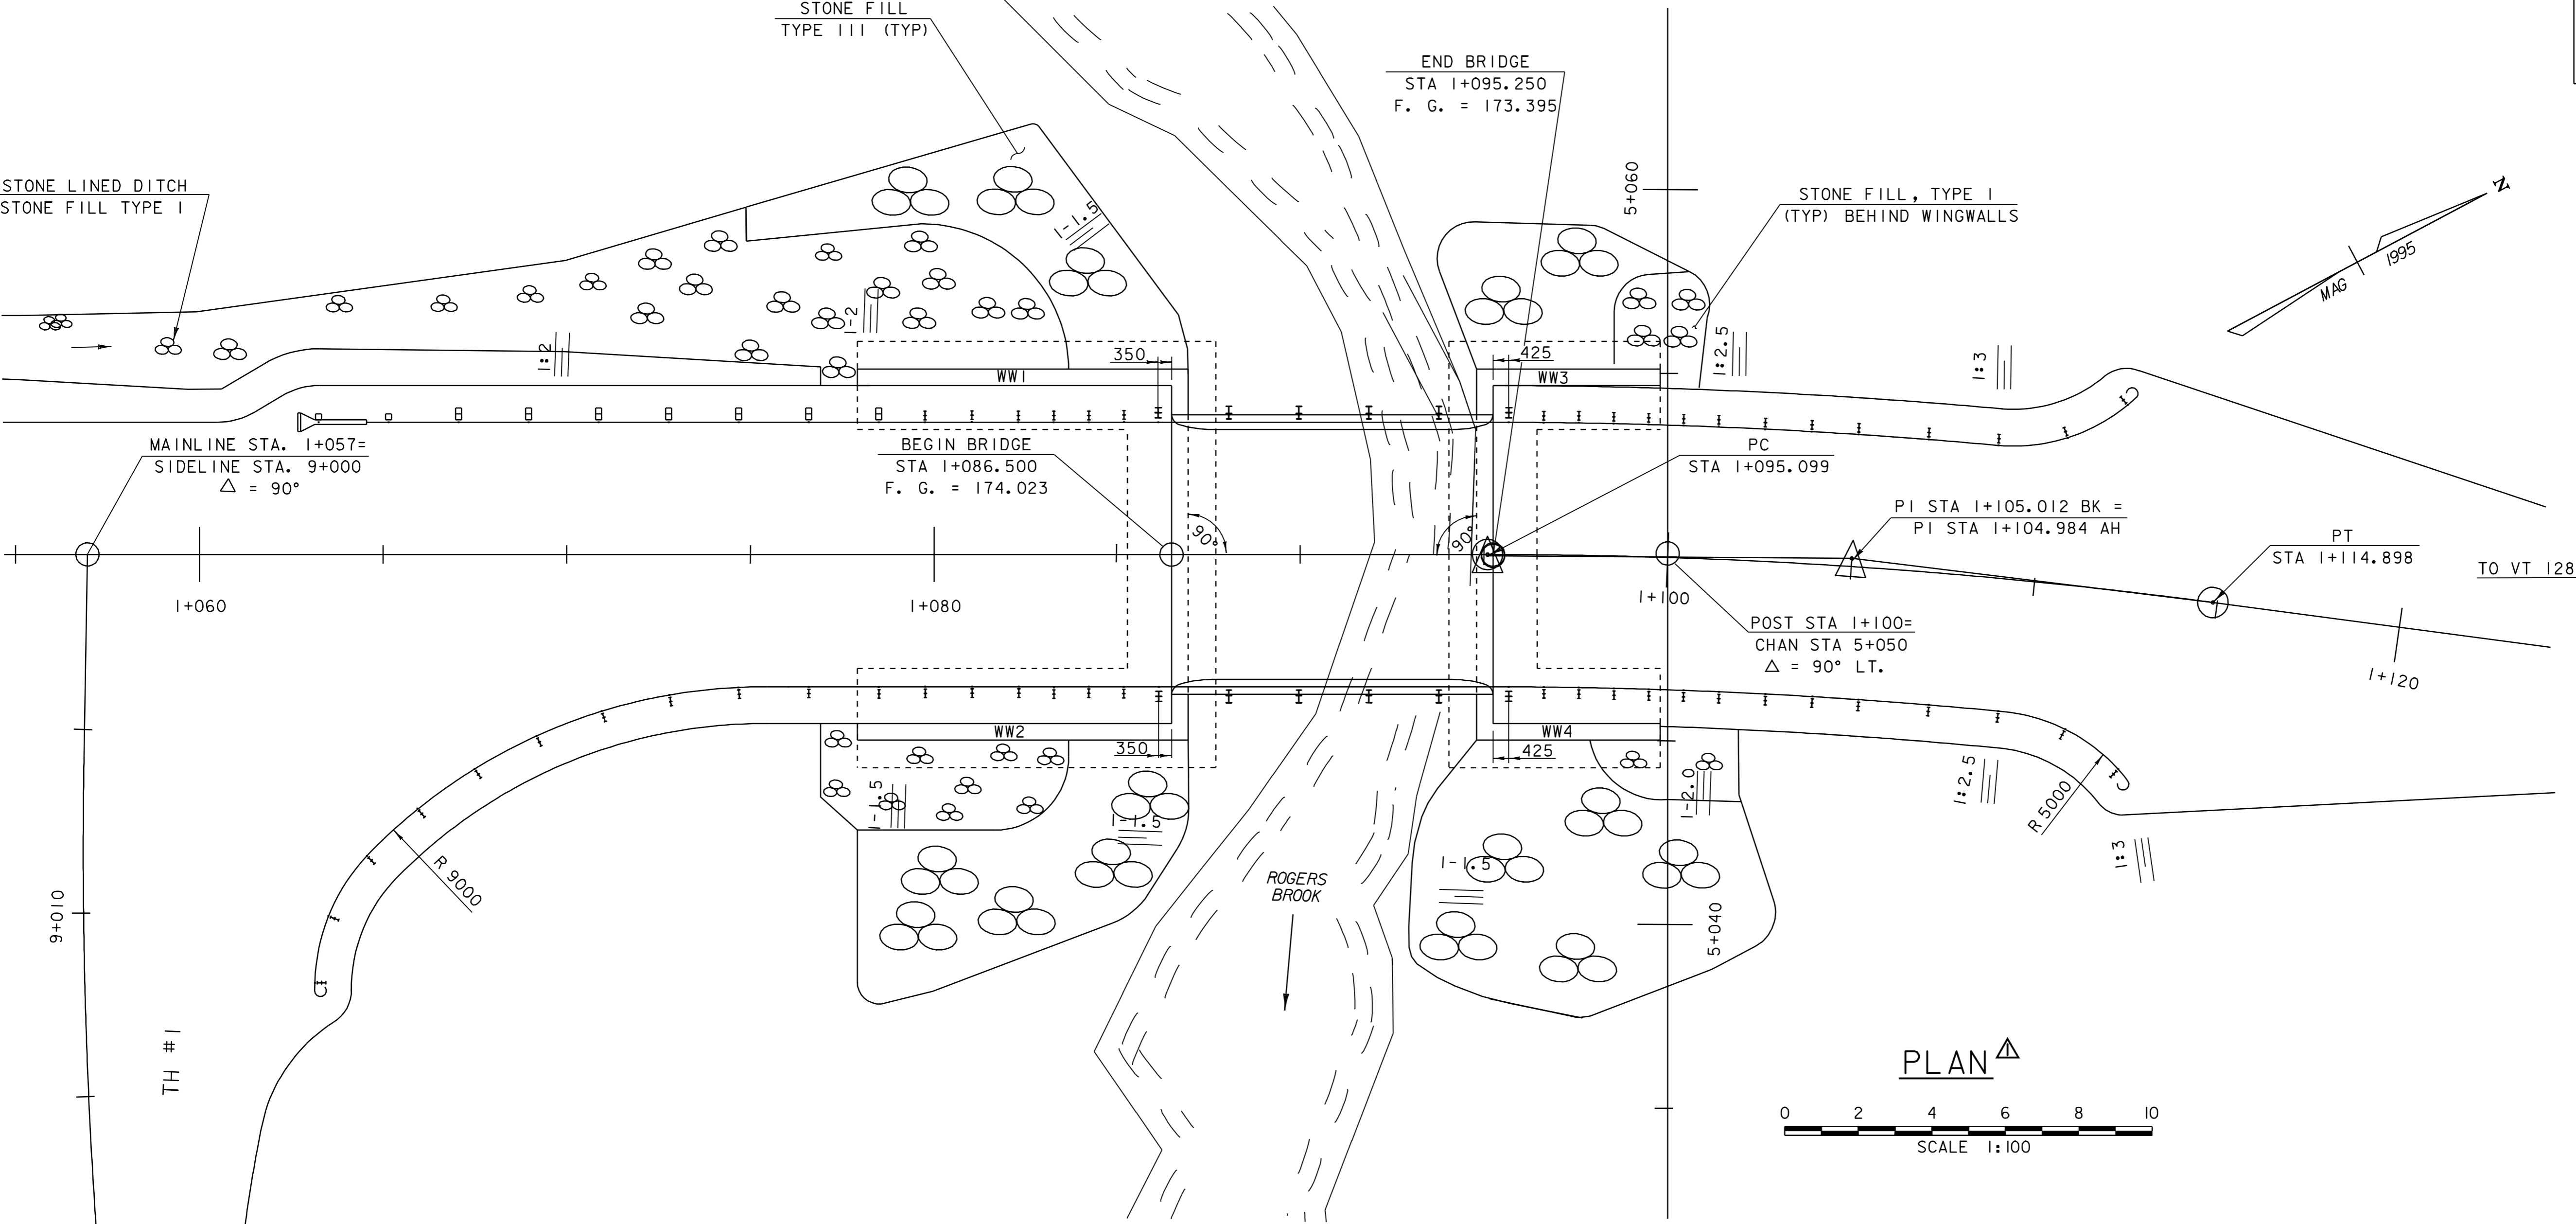 STONE FILL
TYPE III (TYP)
END BRIDGE
STA 1+095.250
F. G. = 173.395
STONE LINED DITCH
STONE FILL TYPE I
5+060
STONE FILL, TYPE I
(TYP) BEHIND WINGWALLS
N
1995
MAG
1-1.5
1-2
1:2
350
WW1
425
WW3
1:2.5
1:3
MAINLINE STA. 1+057=
SIDELINE STA. 9+000
△ = 90°
BEGIN BRIDGE
STA 1+086.500
F. G. = 174.023
PC
STA 1+095.099
90°
90°
PI STA 1+105.012 BK =
PI STA 1+104.984 AH
PT
STA 1+114.898
TO VT 128
1+060
1+080
1+100
POST STA 1+100=
CHAN STA 5+050
△ = 90° LT.
1+120
WW2
350
WW4
425
1-1.5
1-1.5
1-2.0
1:2.5
R 5000
1:3
R 9000
1-1.5
ROGERS
BROOK
9+010
5+040
TH #1
PLAN
1
0 2 4 6 8 10
SCALE 1:100